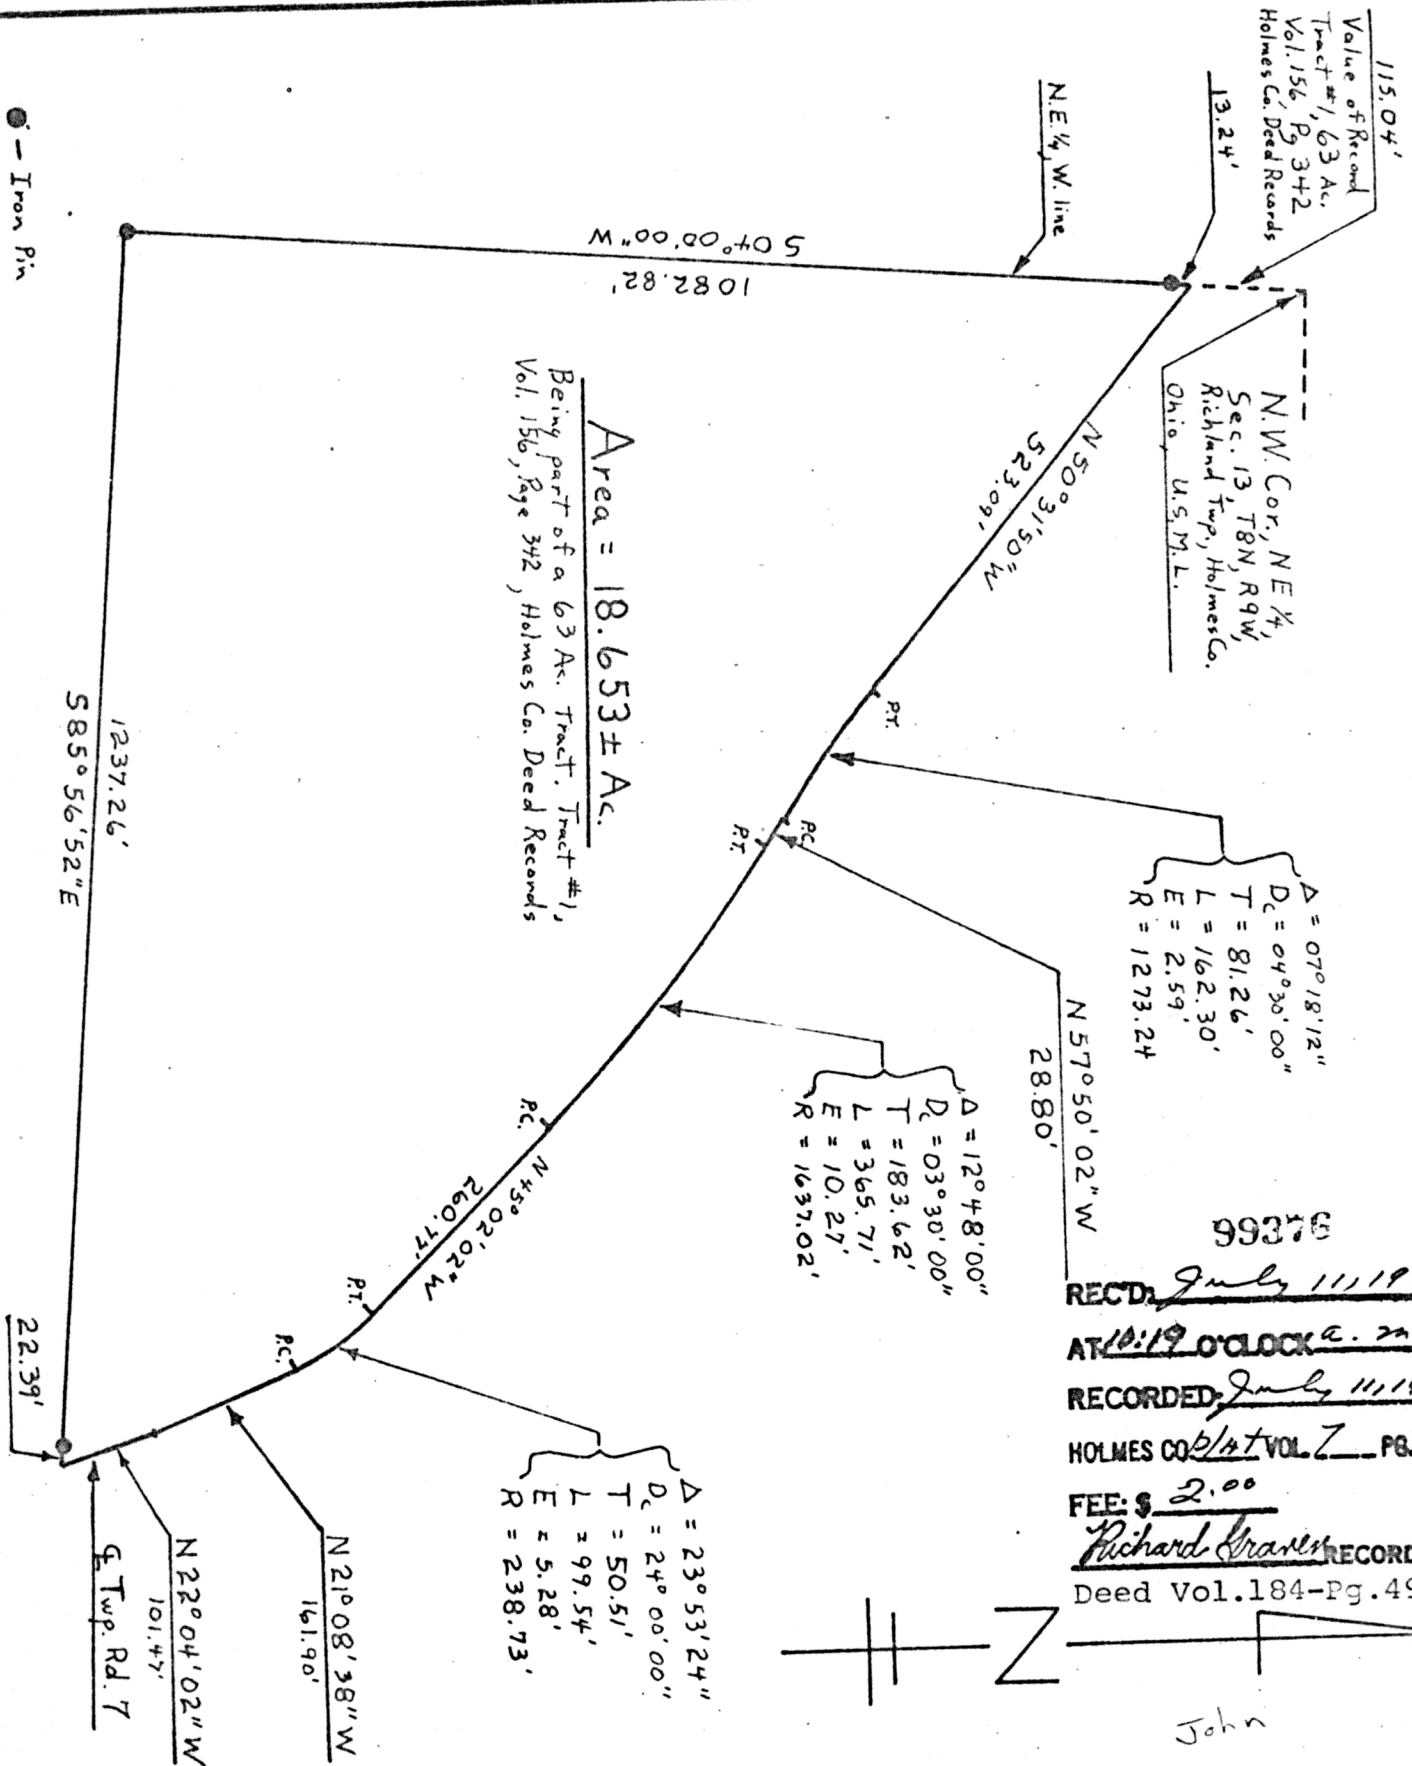 115.04'
Value of Record
Tract #1, 63 Ac.
Vol. 156, Pg 342
Holmes Co. Deed Records
13.24'
N.E. 1/4, W. line
N.W. Cor., NE 1/4,
Sec. 13, T8N, R9W,
Richland Twp., Holmes Co.
Ohio, U.S.M.L.
S 04° 00' 00" W
1082.82'
N 50° 31' 50" W
523.09'
P.T.
P.C.
P.T.
Δ = 07° 18' 12"
Dc = 04° 30' 00"
T = 81.26'
L = 162.30'
E = 2.59'
R = 1273.24
N 57° 50' 02" W
28.80'
Area = 18.653 ± Ac.
Being part of a 63 Ac. Tract. Tract #1,
Vol. 156, Page 342, Holmes Co. Deed Records
Δ = 12° 48' 00"
Dc = 03° 30' 00"
T = 183.62'
L = 365.71'
E = 10.27'
R = 1637.02'
P.C.
N 45° 02' 02" W
260.77'
P.T.
P.C.
Δ = 23° 53' 24"
Dc = 24° 00' 00"
T = 50.51'
L = 99.54'
E = 5.28'
R = 238.73'
N 21° 08' 38" W
161.90'
N 22° 04' 02" W
101.47'
℄ Twp. Rd. 7
22.39'
1237.26'
S 85° 56' 52" E
- Iron Pin
99376
REC'D: July 11, 19
AT 10:19 O'CLOCK a. m
RECORDED: July 11, 19
HOLMES CO plat VOL. 7 PG.
FEE: $ 2.00
Richard Graven RECORD
Deed Vol.184-Pg.49
N
John